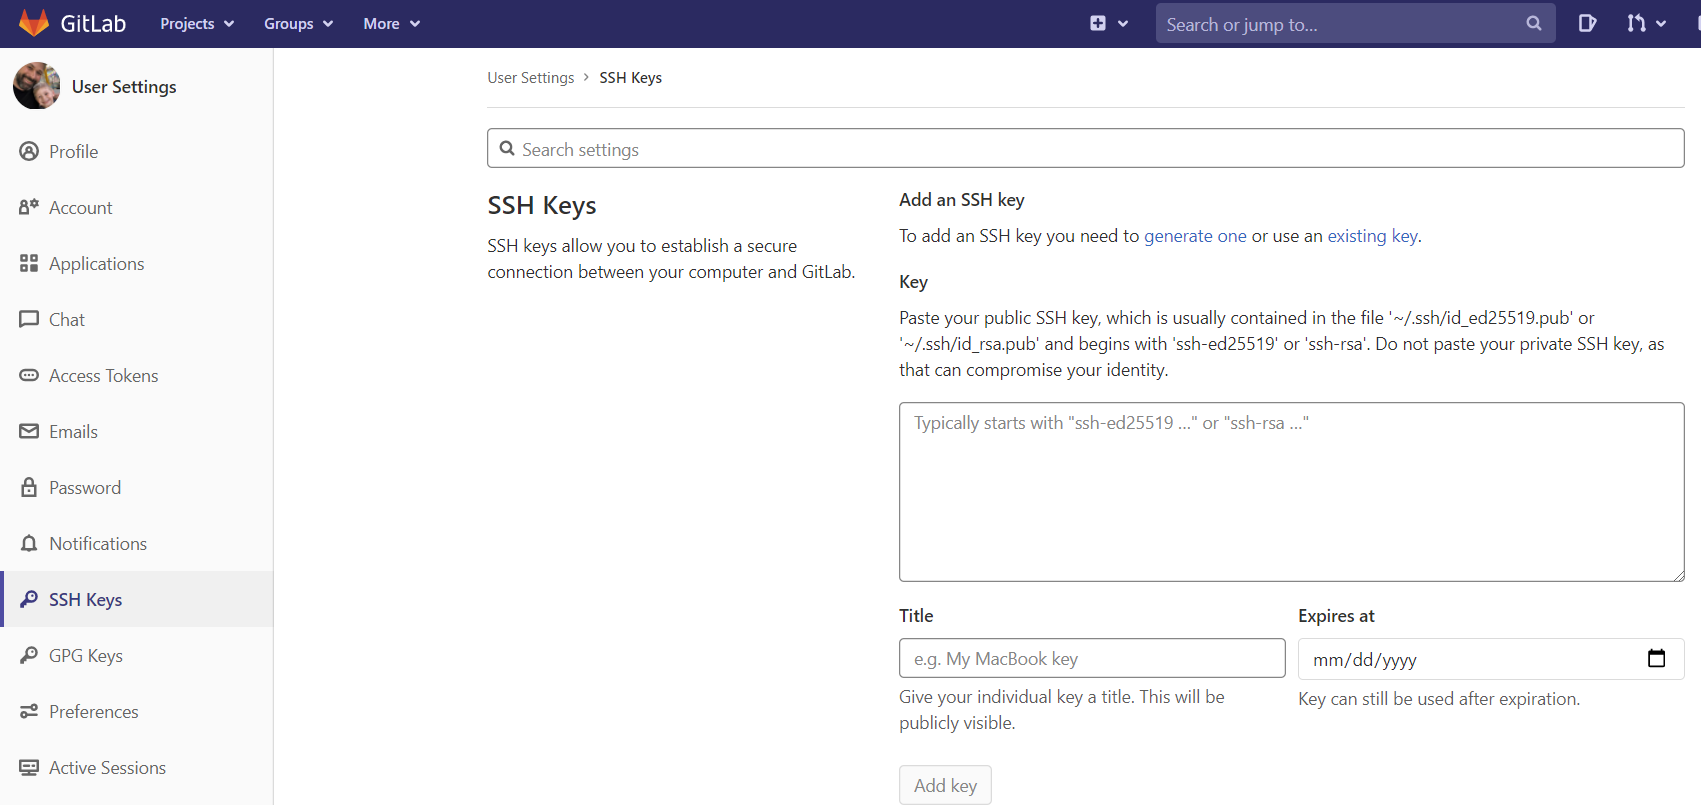 GitLab
Projects
Groups
More
Search or jump to...
User Settings
Profile
Account
Applications
Chat
Access Tokens
Emails
Password
Notifications
SSH Keys
GPG Keys
Preferences
Active Sessions
User Settings > SSH Keys
Search settings
SSH Keys
SSH keys allow you to establish a secure
connection between your computer and GitLab.
Add an SSH key
To add an SSH key you need to generate one or use an existing key.
Key
Paste your public SSH key, which is usually contained in the file '~/.ssh/id_ed25519.pub' or
'~/.ssh/id_rsa.pub' and begins with 'ssh-ed25519' or 'ssh-rsa'. Do not paste your private SSH key, as
that can compromise your identity.
Typically starts with "ssh-ed25519 ..." or "ssh-rsa ..."
Title
e.g. My MacBook key
Give your individual key a title. This will be
publicly visible.
Expires at
mm/dd/yyyy
Key can still be used after expiration.
Add key